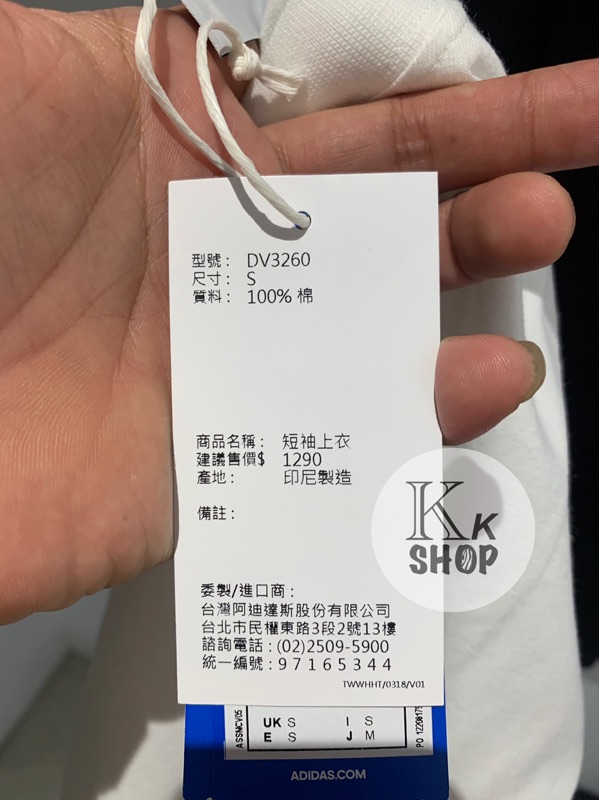 型號: DV3260
尺寸: S
質料: 100% 棉
商品名稱: 短袖上衣
建議售價$ 1290
產地: 印尼製造
備註:
委製/進口商:
台灣阿迪達斯股份有限公司
台北市民權東路3段2號13樓
諮詢電話:(02)2509-5900
統一編號:97165344
TWWHHT/0318/V01
KK
SHOP
ASSMCV05
UK S I S
E S J M
ADIDAS.COM